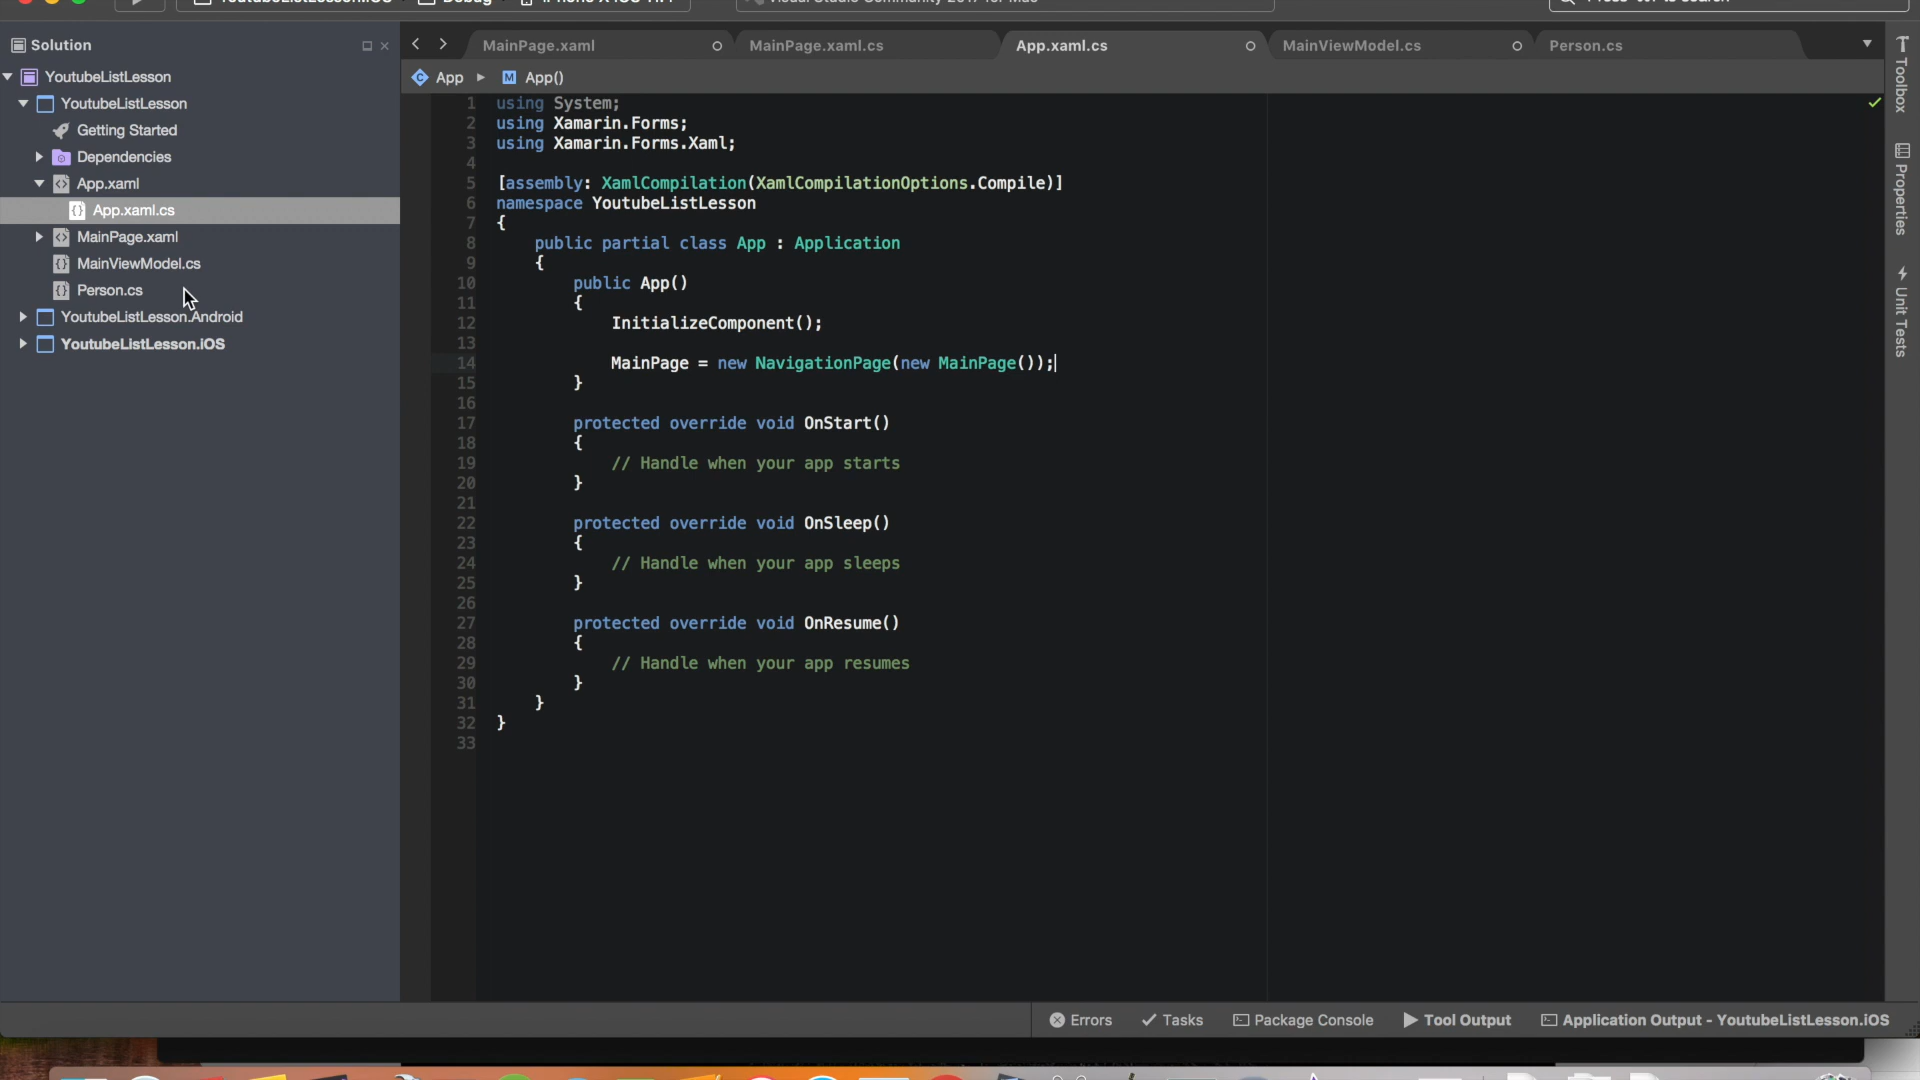 Solution
YoutubeListLesson
YoutubeListLesson
Getting Started
Dependencies
App.xaml
App.xaml.cs
MainPage.xaml
MainViewModel.cs
Person.cs
YoutubeListLesson.Android
YoutubeListLesson.iOS
MainPage.xaml
MainPage.xaml.cs
App.xaml.cs
MainViewModel.cs
Person.cs
App
App()
1 using System;
2 using Xamarin.Forms;
3 using Xamarin.Forms.Xaml;
4
5 [assembly: XamlCompilation(XamlCompilationOptions.Compile)]
6 namespace YoutubeListLesson
7 {
8 public partial class App : Application
9 {
10 public App()
11 {
12 InitializeComponent();
13
14 MainPage = new NavigationPage(new MainPage());
15 }
16
17 protected override void OnStart()
18 {
19 // Handle when your app starts
20 }
21
22 protected override void OnSleep()
23 {
24 // Handle when your app sleeps
25 }
26
27 protected override void OnResume()
28 {
29 // Handle when your app resumes
30 }
31 }
32 }
33
Toolbox
Properties
Unit Tests
Errors
Tasks
Package Console
Tool Output
Application Output - YoutubeListLesson.iOS